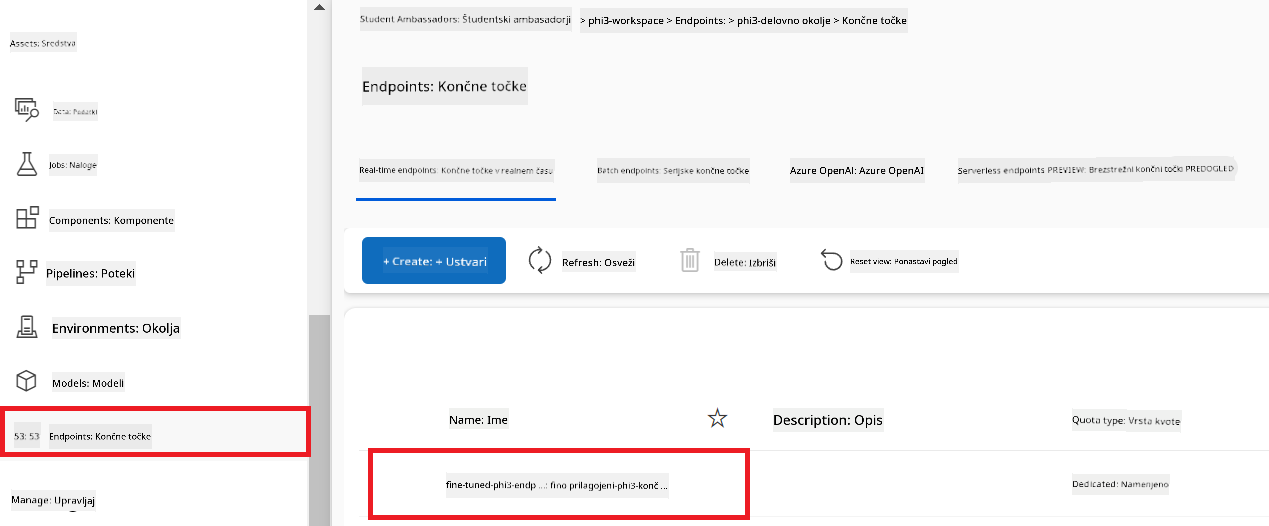 Assets: Sredstva
Data: Podatki
Jobs: Naloge
Components: Komponente
Pipelines: Poteki
Environments: Okolja
Models: Modeli
53: 53 Endpoints: Končne točke
Manage: Upravljaj
Student Ambassadors: Študentski ambasadorji > phi3-workspace > Endpoints: > phi3-delovno okolje > Končne točke
Endpoints: Končne točke
Real-time endpoints: Končne točke v realnem času Batch endpoints: Serijske končne točke Azure OpenAI: Azure OpenAI Serverless endpoints PREVIEW: Brezstrežni končni točki PREDOGLED
+ Create: + Ustvari Refresh: Osveži Delete: Izbriši Reset view: Ponastavi pogled
Name: Ime Description: Opis Quota type: Vrsta kvote
fine-tuned-phi3-endp ...: fino prilagojeni-phi3-konč ... Dedicated: Namenjeno